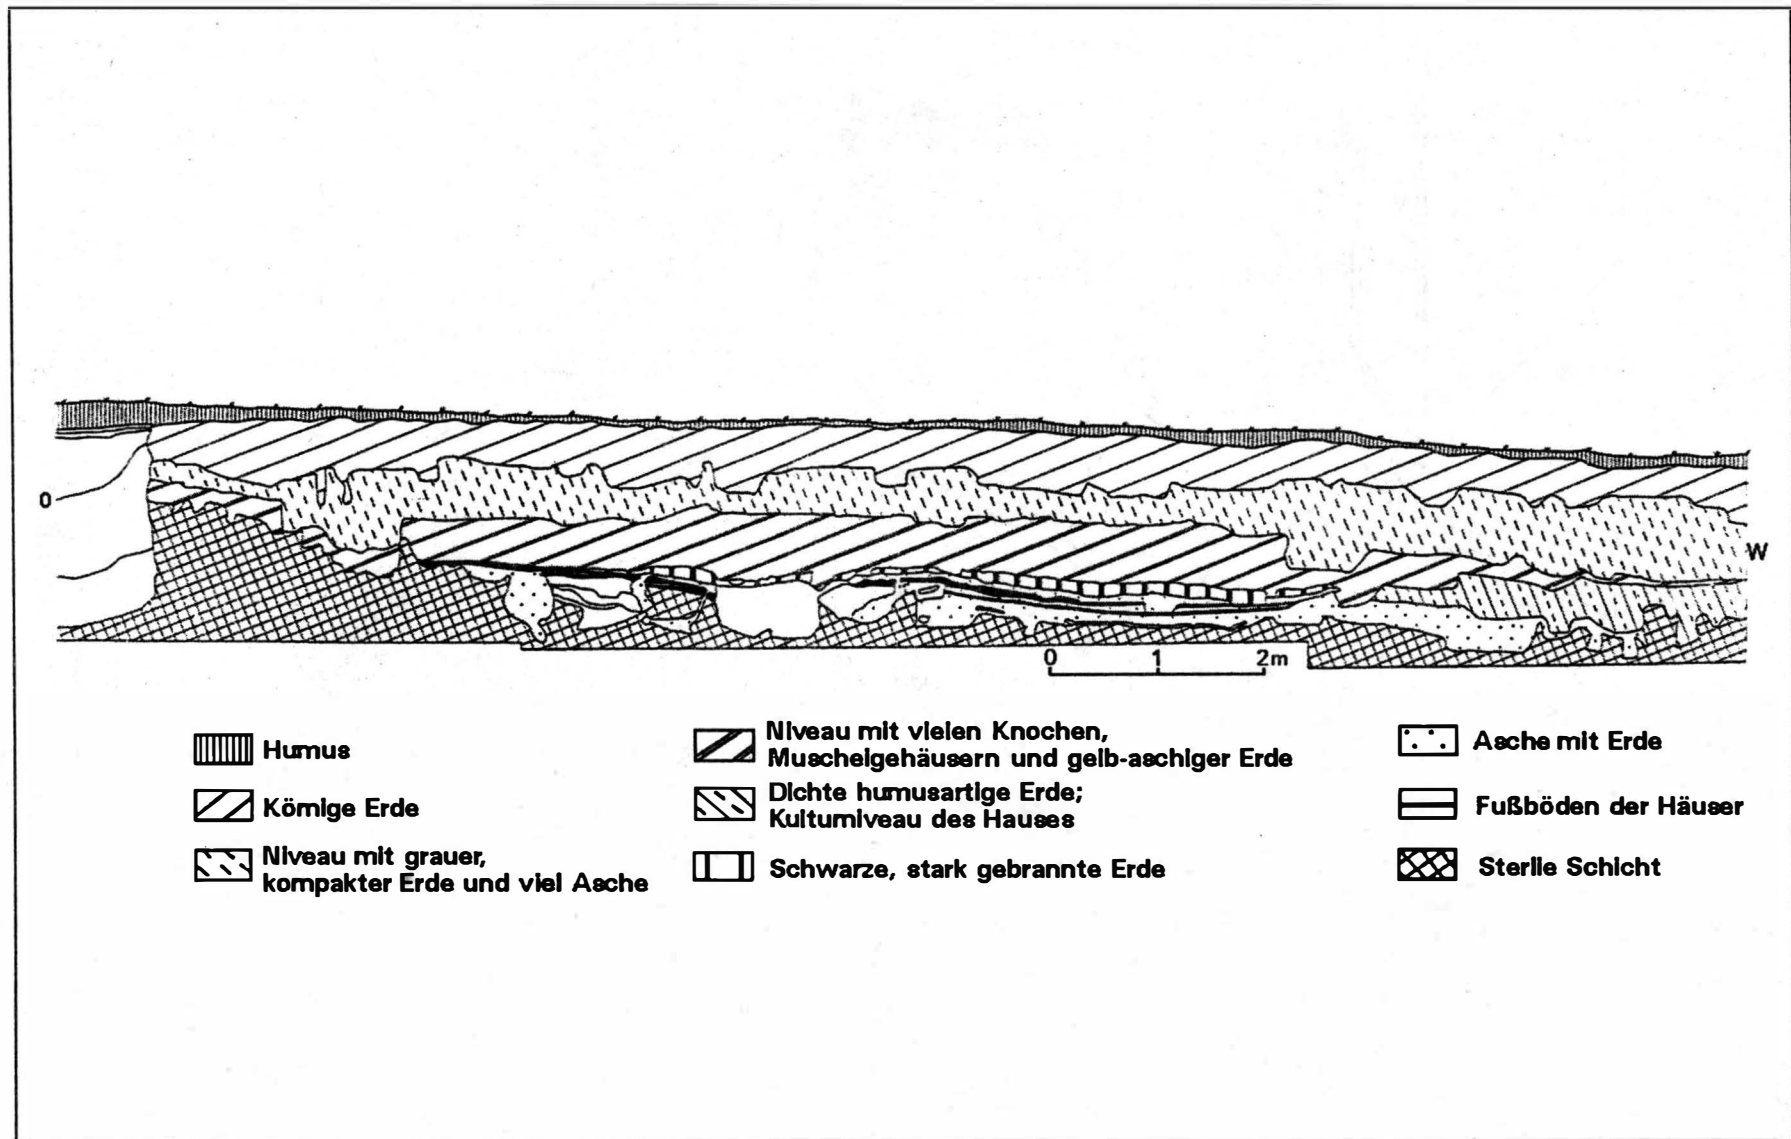 O
W
0 1 2m
Humus
Körnige Erde
Niveau mit grauer,
kompakter Erde und viel Asche
Niveau mit vielen Knochen,
Muschelgehäusern und gelb-aschiger Erde
Dichte humusartige Erde;
Kulturniveau des Hauses
Schwarze, stark gebrannte Erde
Asche mit Erde
Fußböden der Häuser
Sterile Schicht